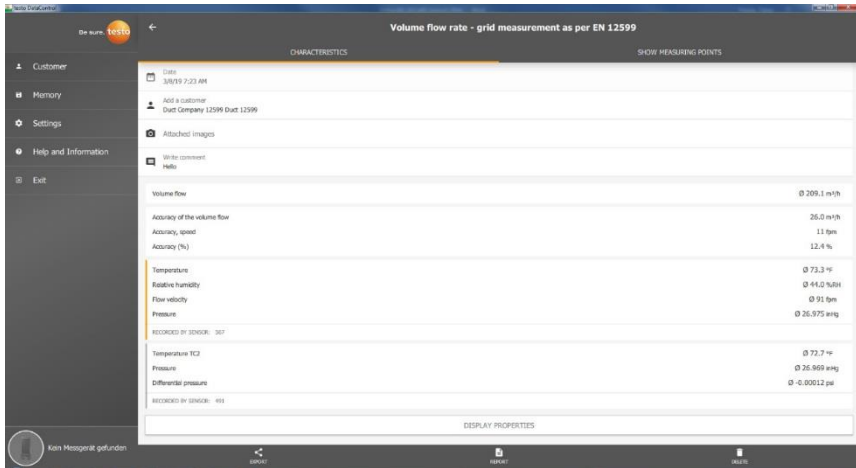 testo DataControl
Be sure. testo
Volume flow rate - grid measurement as per EN 12599
CHARACTERISTICS
SHOW MEASURING POINTS
Customer
Memory
Settings
Help and Information
Exit
Date
3/8/19 7:23 AM
Add a customer
Duct Company 12599 Duct 12599
Attached images
Write comment
Hello
Volume flow Ø 209.1 m³/h
Accuracy of the volume flow 26.0 m³/h
Accuracy, speed 11 fpm
Accuracy (%) 12.4 %
Temperature Ø 73.3 °F
Relative humidity Ø 44.0 %RH
Flow velocity Ø 91 fpm
Pressure Ø 26.975 inHg
RECORDED BY SENSOR:
Temperature TC2 Ø 72.7 °F
Pressure Ø 26.969 inHg
Differential pressure Ø -0.00012 psi
RECORDED BY SENSOR:
DISPLAY PROPERTIES
Kein Messgerät gefunden
EXPORT
REPORT
DELETE